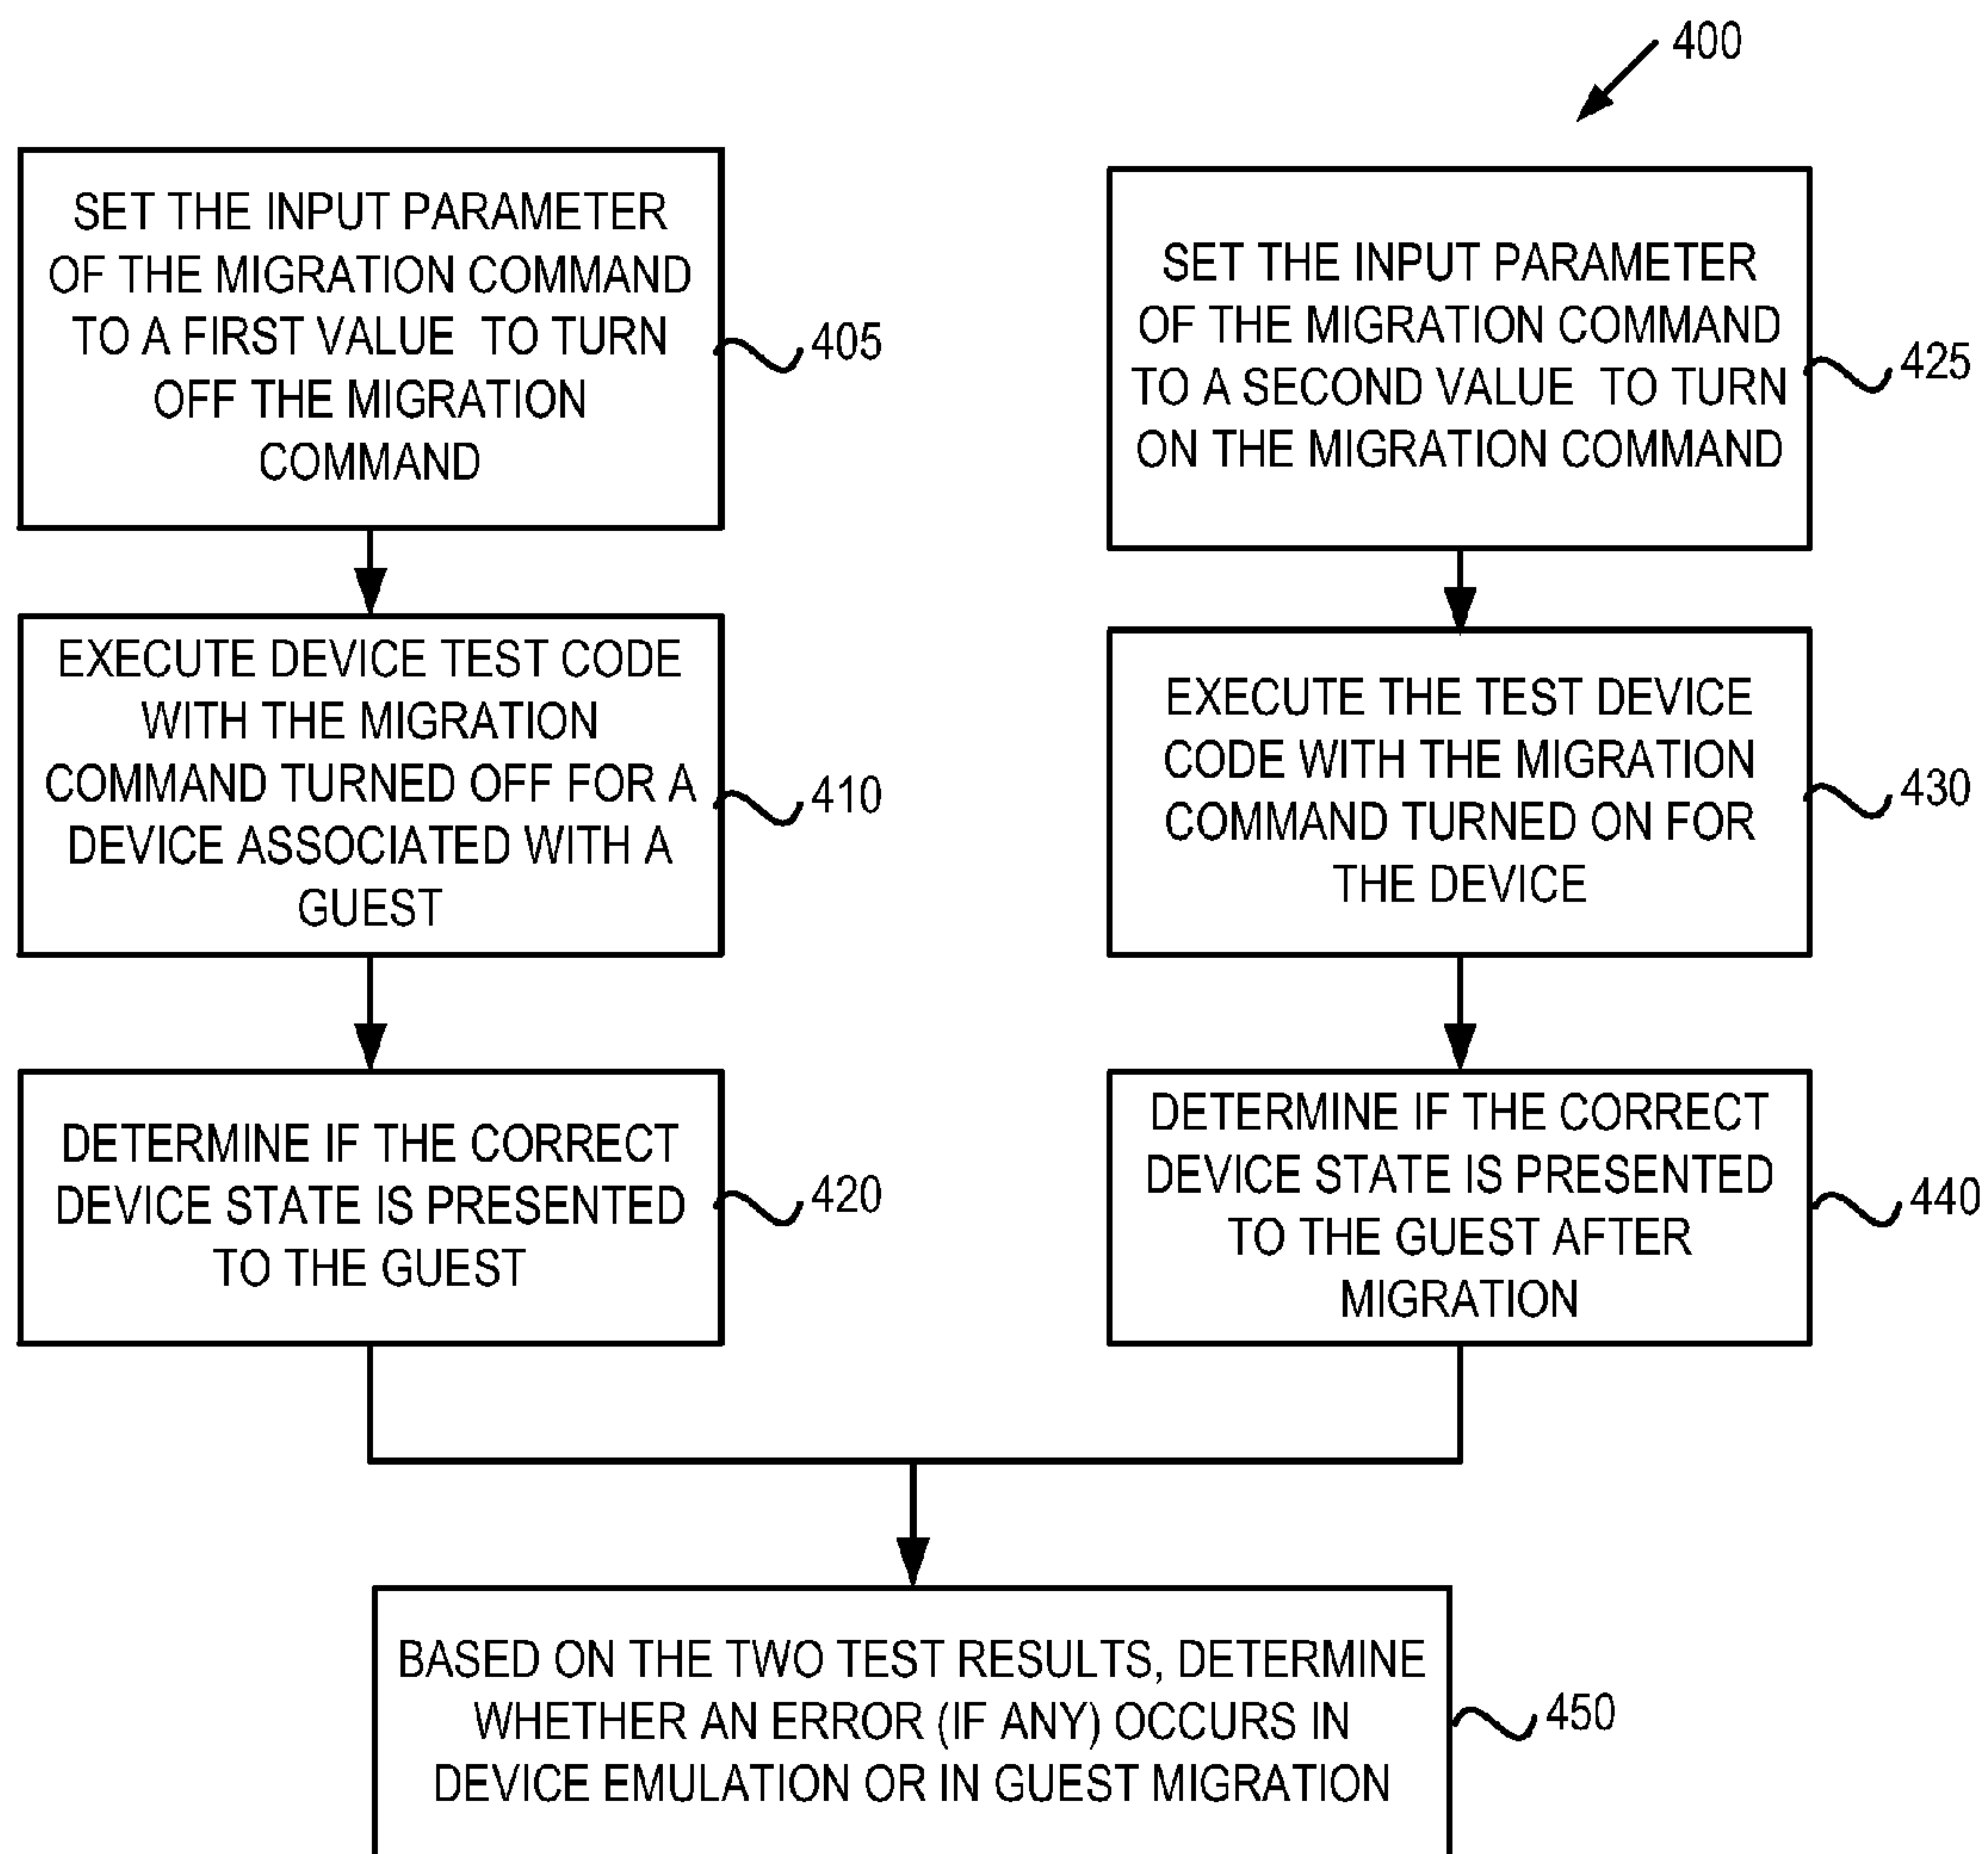 400
SET THE INPUT PARAMETER
OF THE MIGRATION COMMAND
TO A FIRST VALUE TO TURN
OFF THE MIGRATION
COMMAND
405
EXECUTE DEVICE TEST CODE
WITH THE MIGRATION
COMMAND TURNED OFF FOR A
DEVICE ASSOCIATED WITH A
GUEST
410
DETERMINE IF THE CORRECT
DEVICE STATE IS PRESENTED
TO THE GUEST
420
SET THE INPUT PARAMETER
OF THE MIGRATION COMMAND
TO A SECOND VALUE TO TURN
ON THE MIGRATION COMMAND
425
EXECUTE THE TEST DEVICE
CODE WITH THE MIGRATION
COMMAND TURNED ON FOR
THE DEVICE
430
DETERMINE IF THE CORRECT
DEVICE STATE IS PRESENTED
TO THE GUEST AFTER
MIGRATION
440
BASED ON THE TWO TEST RESULTS, DETERMINE
WHETHER AN ERROR (IF ANY) OCCURS IN
DEVICE EMULATION OR IN GUEST MIGRATION
450